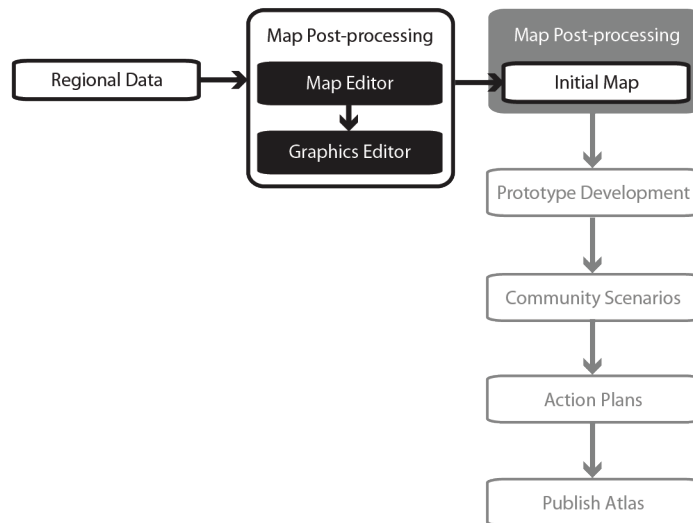 Map Post-processing
Map Post-processing
Regional Data
Map Editor
Initial Map
Graphics Editor
Prototype Development
Community Scenarios
Action Plans
Publish Atlas